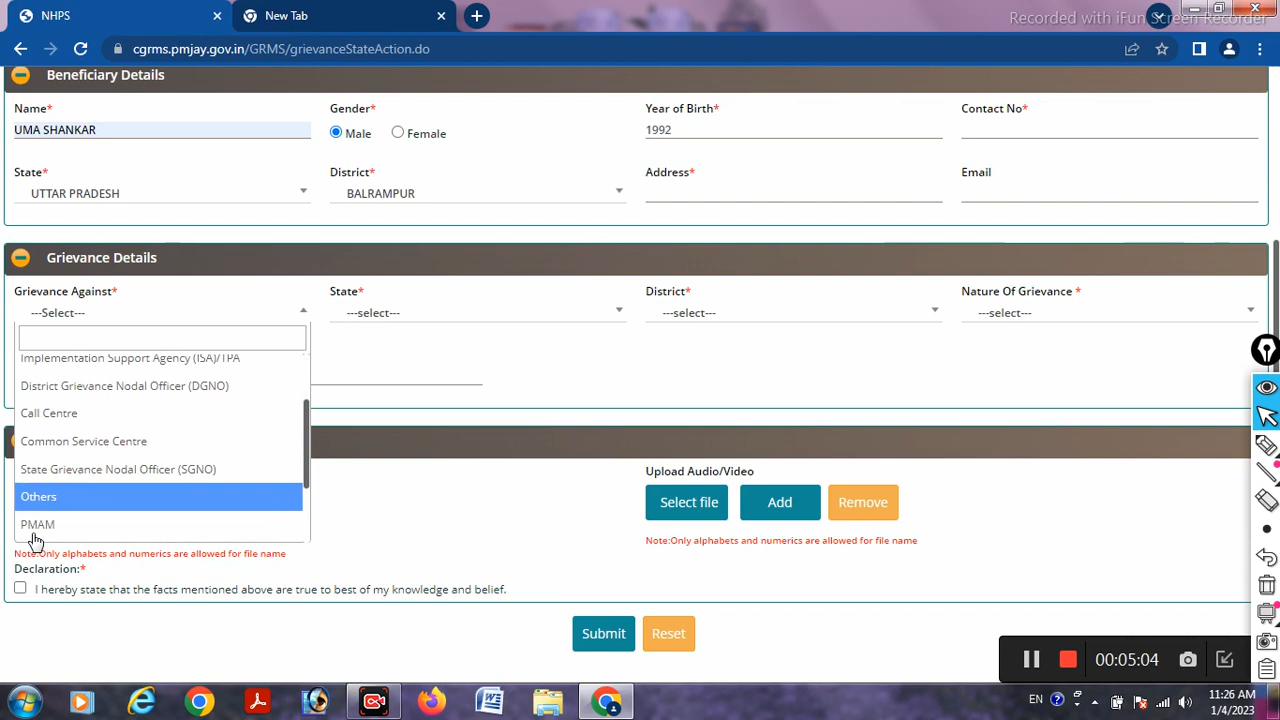 NHPS
New Tab
Recorded with iFun Screen Recorder
cgrms.pmjay.gov.in/GRMS/grievanceStateAction.do
Beneficiary Details
Name* Gender* Year of Birth* Contact No*
UMA SHANKAR Male Female 1992
State* District* Address* Email
UTTAR PRADESH BALRAMPUR
Grievance Details
Grievance Against* State* District* Nature Of Grievance *
---Select--- ---select--- ---select--- ---select---
Implementation Support Agency (ISA)/TPA
District Grievance Nodal Officer (DGNO)
Call Centre
Common Service Centre
State Grievance Nodal Officer (SGNO)
Others
PMAM
Upload Audio/Video
Select file Add Remove
Note:Only alphabets and numerics are allowed for file name
Note:Only alphabets and numerics are allowed for file name
Declaration:*
I hereby state that the facts mentioned above are true to best of my knowledge and belief.
Submit Reset
00:05:04
EN
11:26 AM
1/4/2023